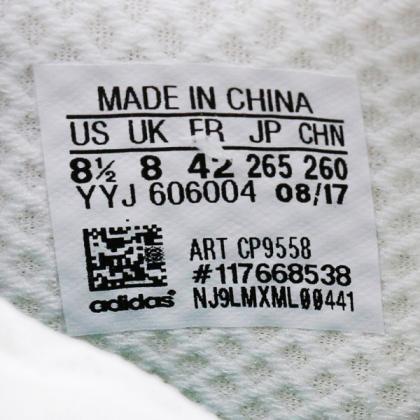 MADE IN CHINA
US UK FR JP CHN
8½ 8 42 265 260
YYJ 606004 08/17
ART CP9558
#117668538
adidas® NJ9LMXML00441